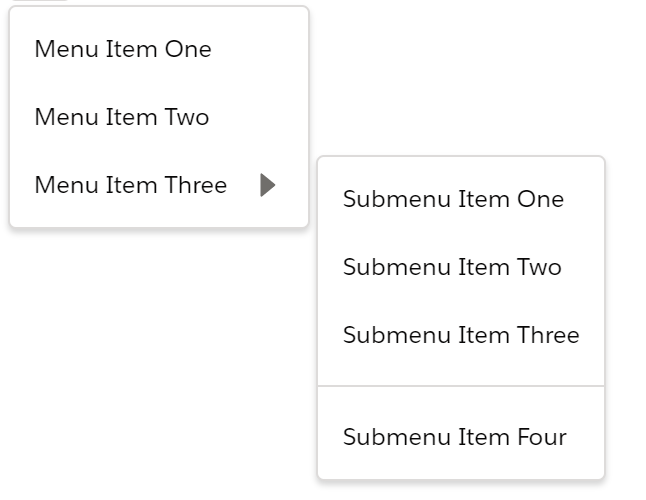 Menu Item One
Menu Item Two
Menu Item Three
Submenu Item One
Submenu Item Two
Submenu Item Three
Submenu Item Four